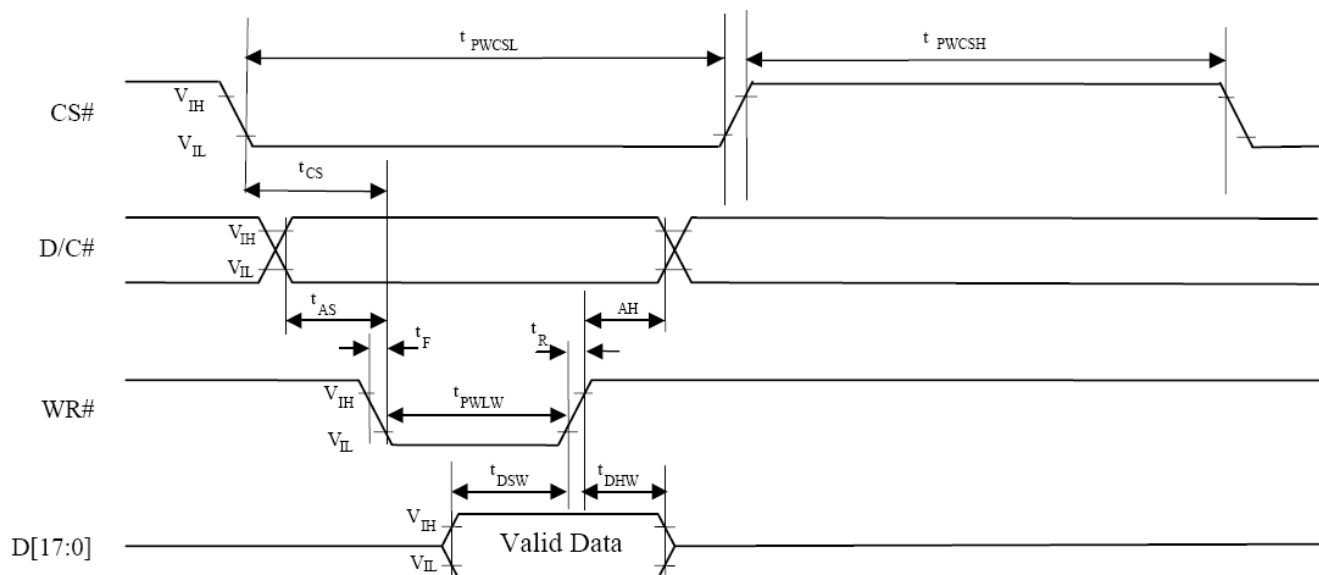 t PWCSL
t PWCSH
CS#
VIH
VIL
tCS
D/C#
VIH
VIL
tAS
AH
tF
tR
WR#
VIH
VIL
tPWLW
tDSW
tDHW
D[17:0]
VIH
VIL
Valid Data